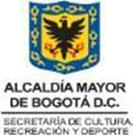 ALCALDÍA MAYOR
DE BOGOTÁ D.C.
SECRETARÍA DE CULTURA,
RECREACIÓN Y DEPORTE